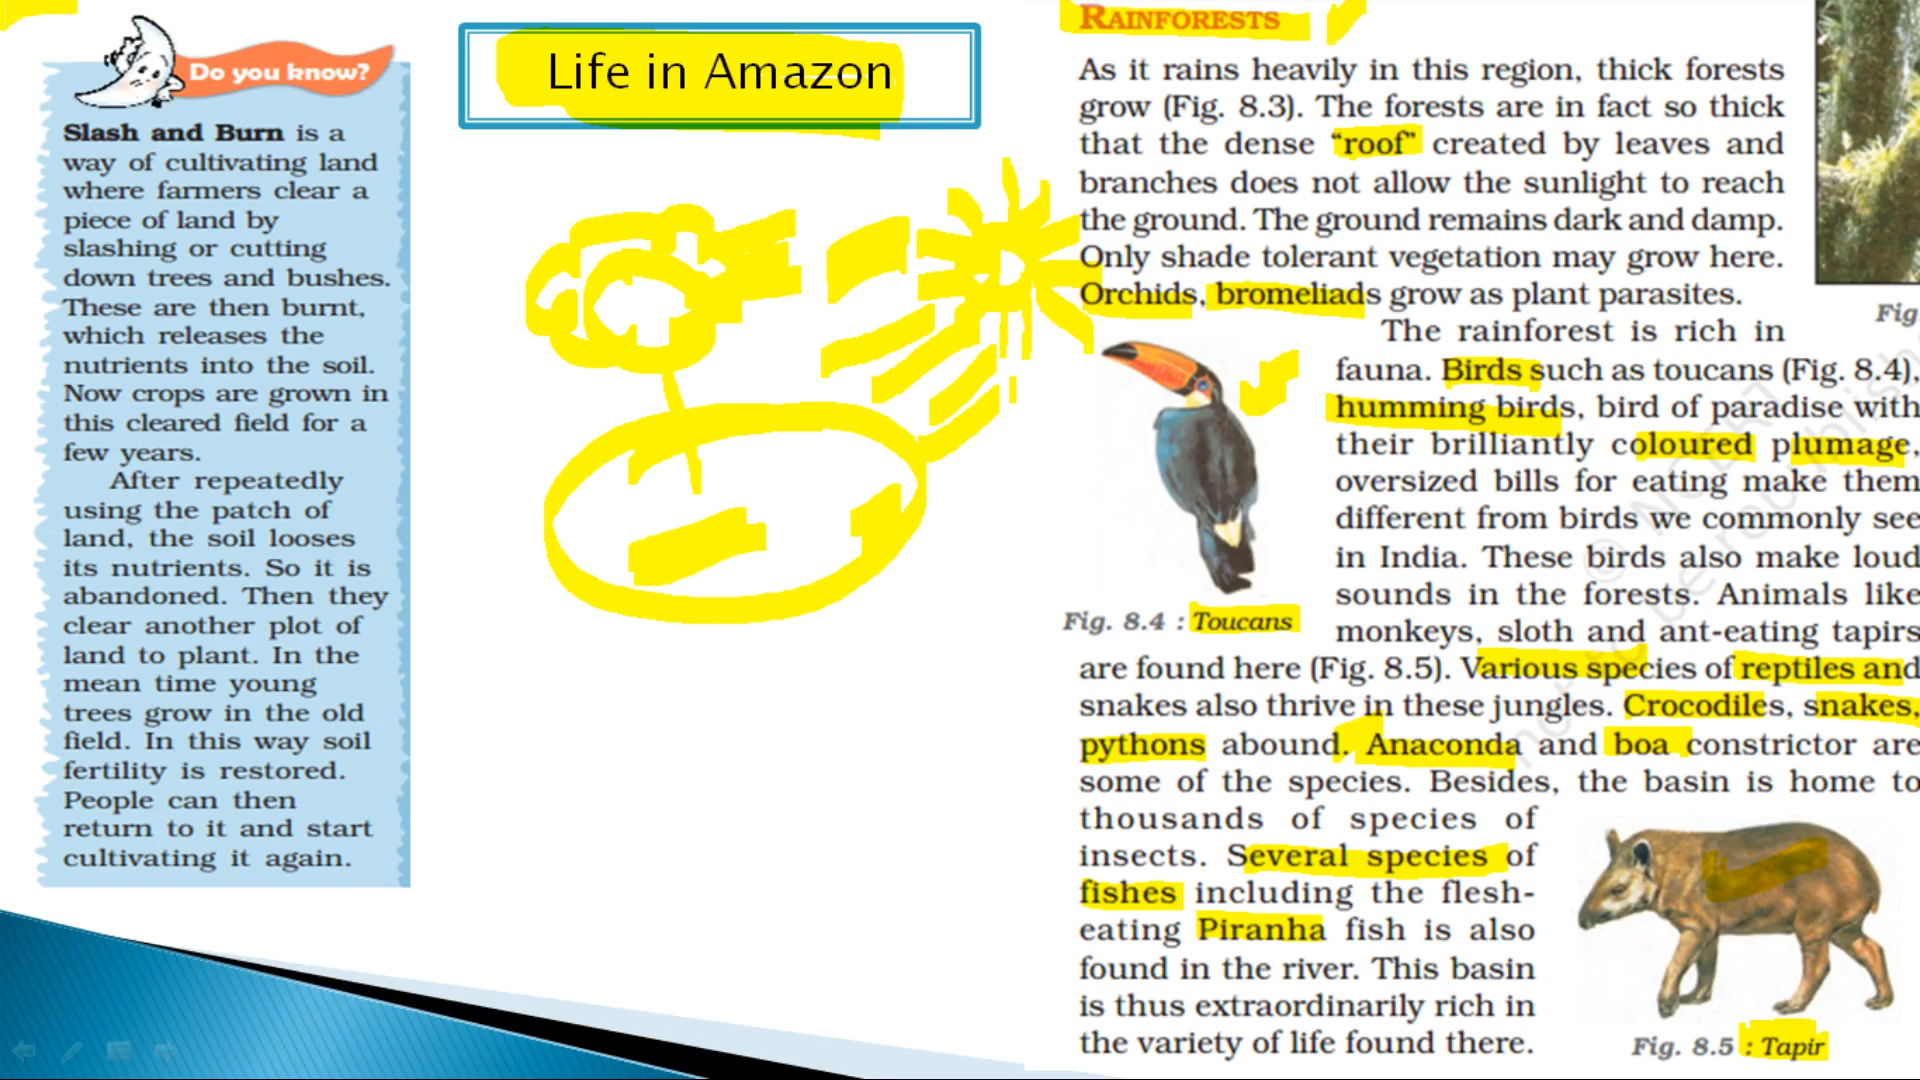 Do you know?
Slash and Burn is a
way of cultivating land
where farmers clear a
piece of land by
slashing or cutting
down trees and bushes.
These are then burnt,
which releases the
nutrients into the soil.
Now crops are grown in
this cleared field for a
few years.
After repeatedly
using the patch of
land, the soil looses
its nutrients. So it is
abandoned. Then they
clear another plot of
land to plant. In the
mean time young
trees grow in the old
field. In this way soil
fertility is restored.
People can then
return to it and start
cultivating it again.
Life in Amazon
RAINFORESTS
As it rains heavily in this region, thick forests
grow (Fig. 8.3). The forests are in fact so thick
that the dense “roof” created by leaves and
branches does not allow the sunlight to reach
the ground. The ground remains dark and damp.
Only shade tolerant vegetation may grow here.
Orchids, bromeliads grow as plant parasites.
The rainforest is rich in
fauna. Birds such as toucans (Fig. 8.4),
humming birds, bird of paradise with
their brilliantly coloured plumage,
oversized bills for eating make them
different from birds we commonly see
in India. These birds also make loud
sounds in the forests. Animals like
monkeys, sloth and ant-eating tapirs
are found here (Fig. 8.5). Various species of reptiles and
snakes also thrive in these jungles. Crocodiles, snakes,
pythons abound. Anaconda and boa constrictor are
some of the species. Besides, the basin is home to
thousands of species of
insects. Several species of
fishes including the flesh-
eating Piranha fish is also
found in the river. This basin
is thus extraordinarily rich in
the variety of life found there.
Fig. 8.4 : Toucans
Fig. 8.5 : Tapir
Fig